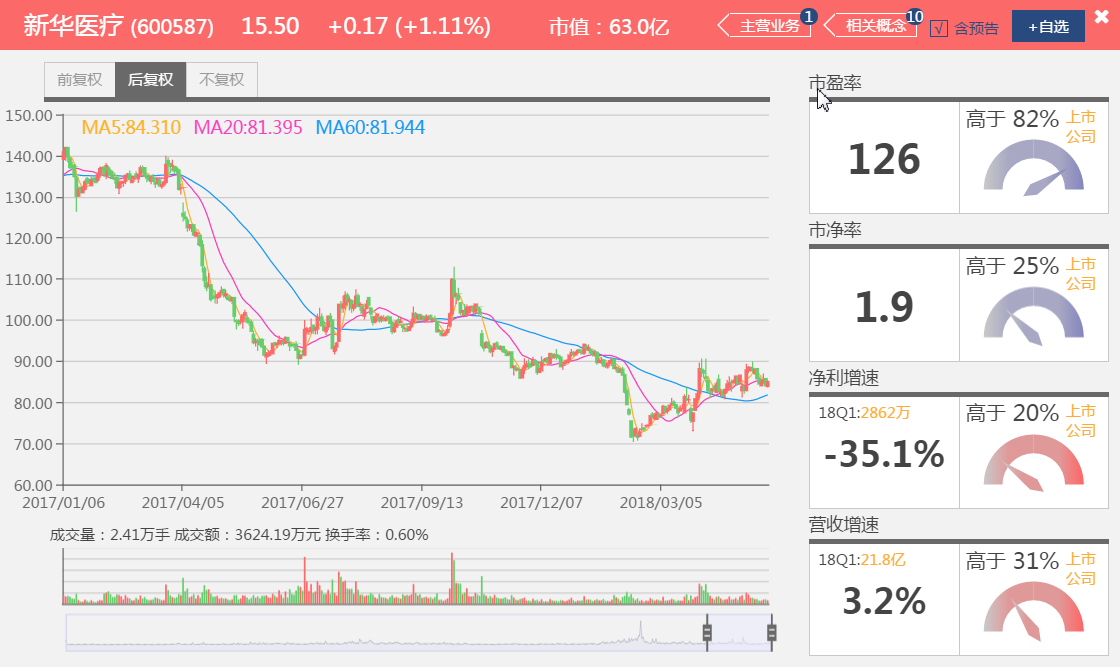 新华医疗 (600587) 15.50 +0.17 (+1.11%) 市值：63.0亿 主营业务 1 相关概念 10 √ 含预告 +自选 ✖
前复权 后复权 不复权
MA5:84.310 MA20:81.395 MA60:81.944
150.00
140.00
130.00
120.00
110.00
100.00
90.00
80.00
70.00
60.00
2017/01/06 2017/04/05 2017/06/27 2017/09/13 2017/12/07 2018/03/05
成交量：2.41万手 成交额：3624.19万元 换手率：0.60%
市盈率
126
高于 82% 上市
公司
市净率
1.9
高于 25% 上市
公司
净利增速
18Q1:2862万
-35.1%
高于 20% 上市
公司
营收增速
18Q1:21.8亿
3.2%
高于 31% 上市
公司